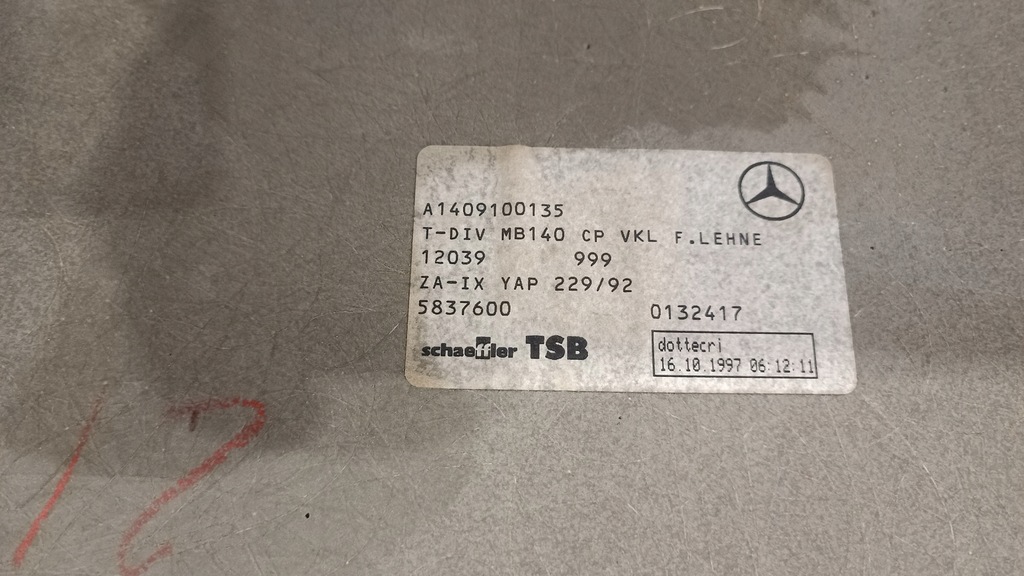 A1409100135
T-DIV MB140 CP VKL F.LEHNE
12039 999
ZA-IX YAP 229/92
5837600 0132417
schaeffler TSB
dottecri
16.10.1997 06:12:11
12